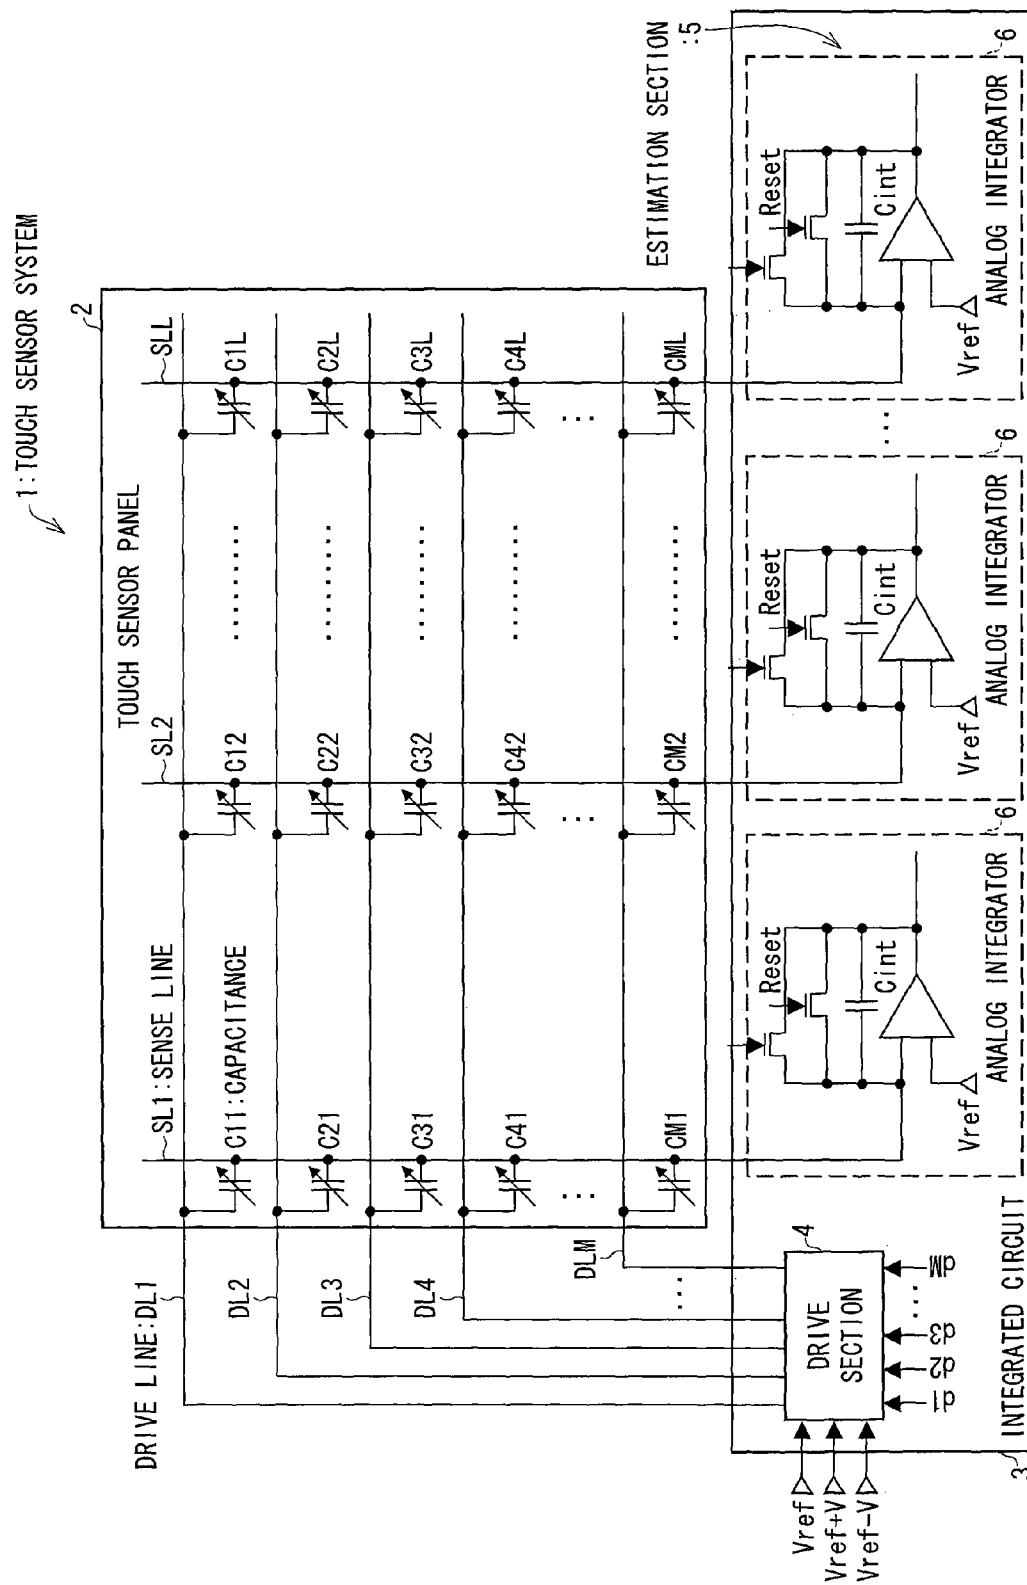 1:TOUCH SENSOR SYSTEM
2
TOUCH SENSOR PANEL
SL1:SENSE LINE
SL2
SLL
DRIVE LINE:DL1
C11:CAPACITANCE
C12
........
C1L
DL2
C21
C22
........
C2L
DL3
C31
C32
........
C3L
DL4
C41
C42
........
C4L
...
...
...
DLM
CM1
CM2
........
CML
...
ESTIMATION SECTION
:5
4
DRIVE
SECTION
Vref
Vref+V
Vref-V
d1
d2
d3
...
dM
3
INTEGRATED CIRCUIT
6
Reset
Cint
Vref
ANALOG INTEGRATOR
6
Reset
Cint
Vref
ANALOG INTEGRATOR
...
6
Reset
Cint
Vref
ANALOG INTEGRATOR